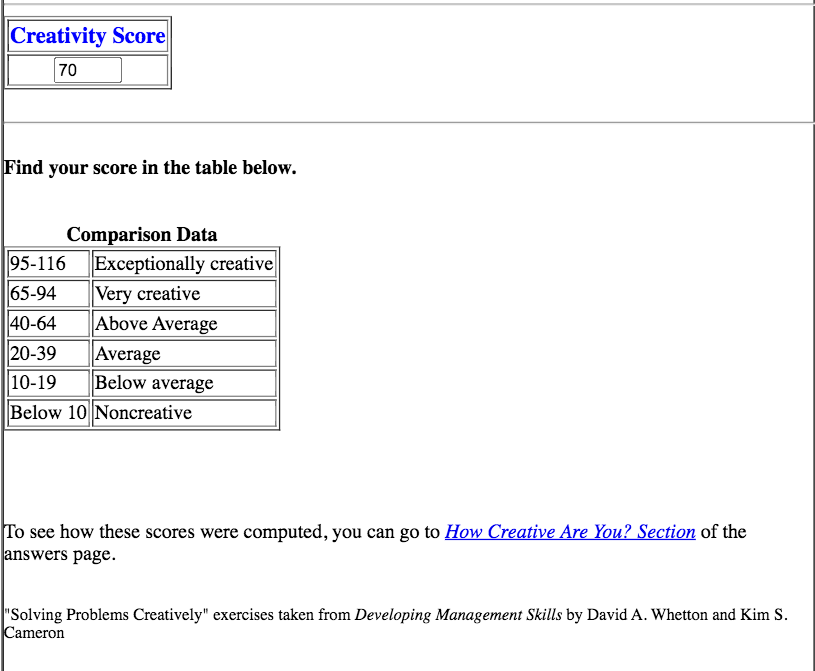 Creativity Score
70
Find your score in the table below.
Comparison Data
95-116 Exceptionally creative
65-94 Very creative
40-64 Above Average
20-39 Average
10-19 Below average
Below 10 Noncreative
To see how these scores were computed, you can go to How Creative Are You? Section of the
answers page.
"Solving Problems Creatively" exercises taken from Developing Management Skills by David A. Whetton and Kim S.
Cameron